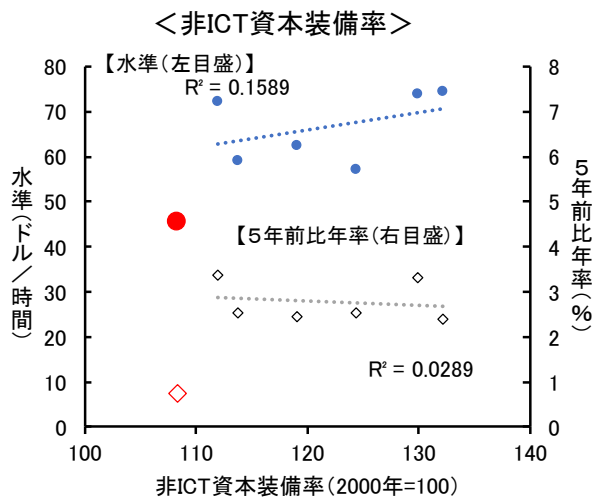 ＜非ICT資本装備率＞
【水準（左目盛）】
R² = 0.1589
【５年前比年率（右目盛）】
R² = 0.0289
水準（ドル／時間）
80
70
60
50
40
30
20
10
0
５年前比年率（％）
8
7
6
5
4
3
2
1
0
100 110 120 130 140
非ICT資本装備率（2000年=100）